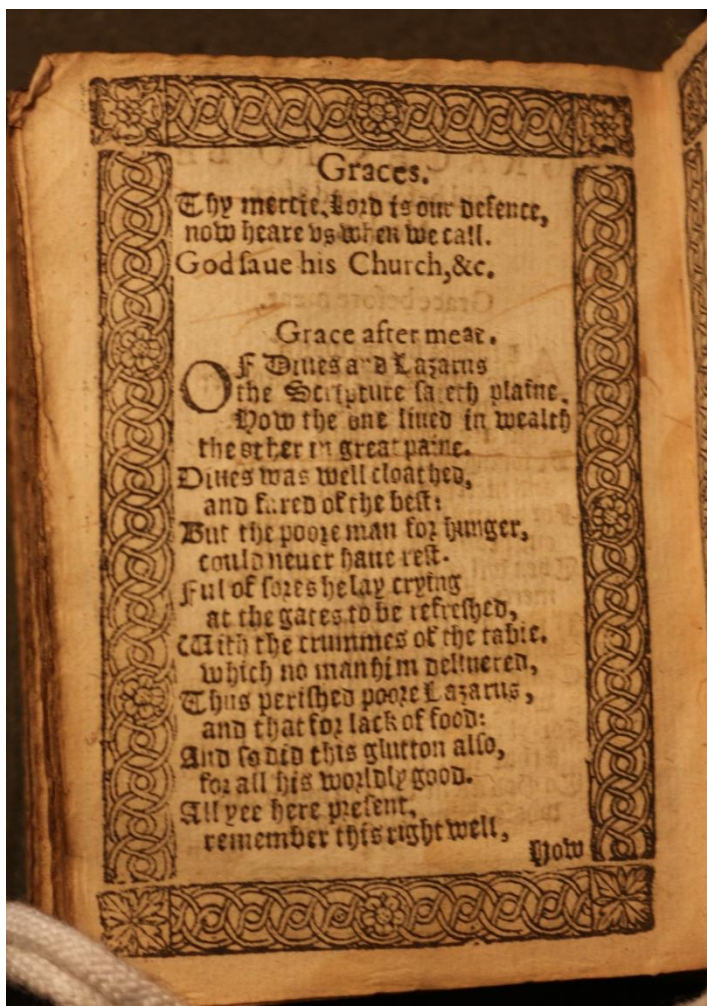 Graces.
Thy mercie, Lord is our defence,
now heare vs when we call.
God saue his Church, &c.
Grace after meat.
OF Diues and Lazarus
the Scripture saieth plaine,
How the one liued in wealth
the other in great paine.
Diues was well cloathed,
and fared of the best:
But the poore man for hunger,
could neuer haue rest.
Ful of sores he lay crying
at the gates to be refreshed,
With the crummes of the table.
which no man him deliuered,
Thus perished poore Lazarus,
and that for lack of food:
And so did this glutton also,
for all his worldly good.
All yee here present,
remember this right well,
How